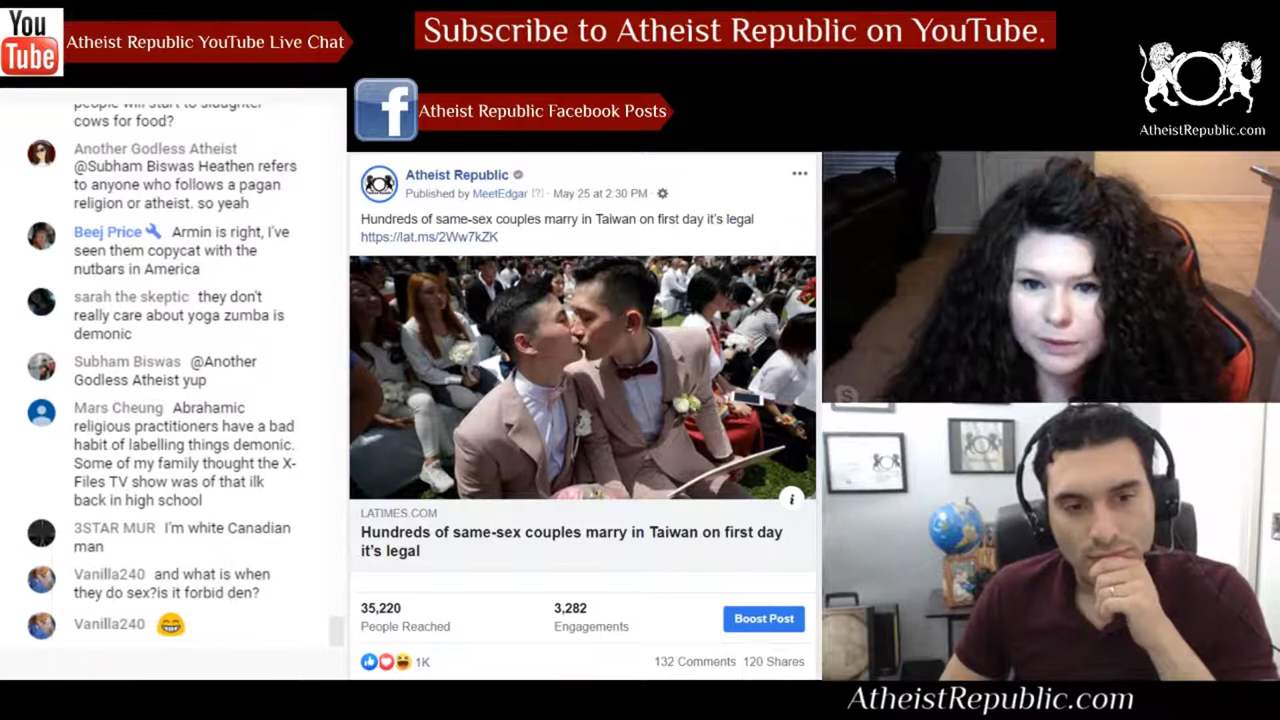 You
Tube
Atheist Republic YouTube Live Chat
Subscribe to Atheist Republic on YouTube.
AtheistRepublic.com
people will start to slaughter
cows for food?
Another Godless Atheist
@Subham Biswas Heathen refers
to anyone who follows a pagan
religion or atheist. so yeah
Beej Price Armin is right, I've
seen them copycat with the
nutbars in America
sarah the skeptic they don't
really care about yoga zumba is
demonic
Subham Biswas @Another
Godless Atheist yup
Mars Cheung Abrahamic
religious practitioners have a bad
habit of labelling things demonic.
Some of my family thought the X-
Files TV show was of that ilk
back in high school
3STAR MUR I'm white Canadian
man
Vanilla240 and what is when
they do sex?is it forbid den?
Vanilla240
f
Atheist Republic Facebook Posts
Atheist Republic
Published by MeetEdgar [?] · May 25 at 2:30 PM ·
Hundreds of same-sex couples marry in Taiwan on first day it's legal
https://lat.ms/2Ww7kZK
i
LATIMES.COM
Hundreds of same-sex couples marry in Taiwan on first day
it's legal
35,220 3,282
People Reached Engagements
Boost Post
1K 132 Comments 120 Shares
AtheistRepublic.com